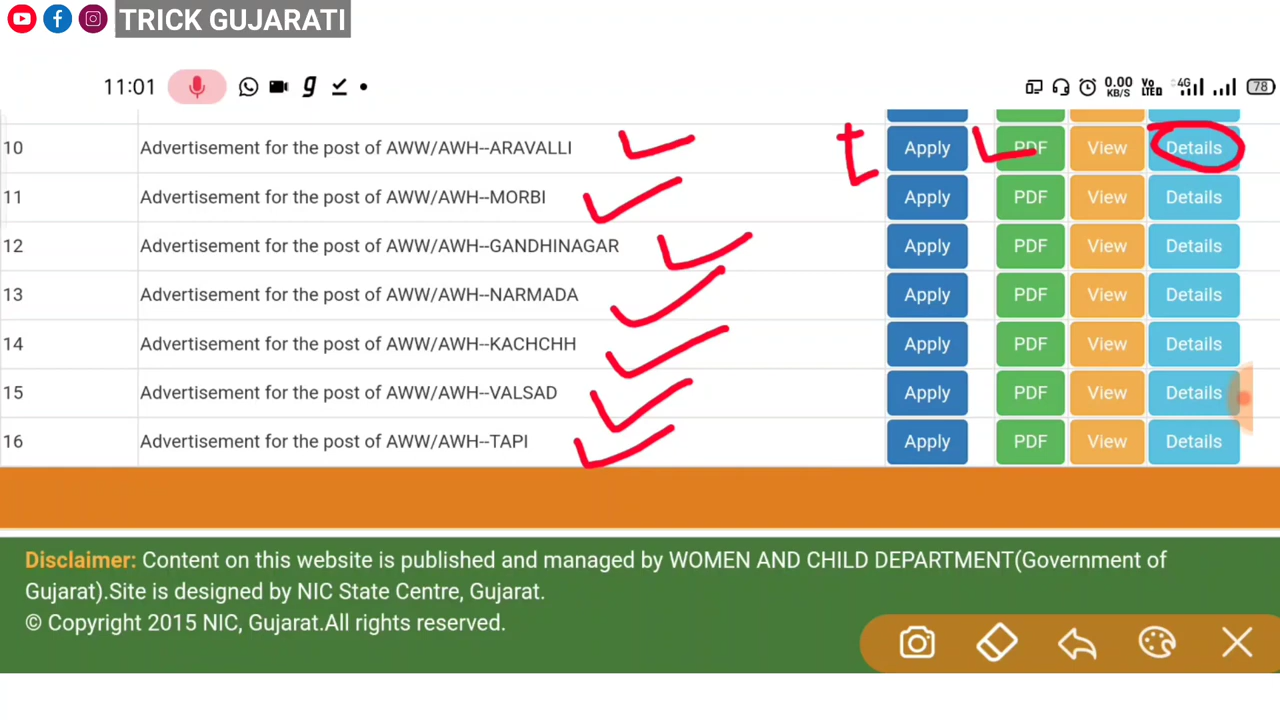 TRICK GUJARATI
11:01 g 0.00 KB/S Vo LTE 4G 78
10 Advertisement for the post of AWW/AWH--ARAVALLI Apply PDF View Details
11 Advertisement for the post of AWW/AWH--MORBI Apply PDF View Details
12 Advertisement for the post of AWW/AWH--GANDHINAGAR Apply PDF View Details
13 Advertisement for the post of AWW/AWH--NARMADA Apply PDF View Details
14 Advertisement for the post of AWW/AWH--KACHCHH Apply PDF View Details
15 Advertisement for the post of AWW/AWH--VALSAD Apply PDF View Details
16 Advertisement for the post of AWW/AWH--TAPI Apply PDF View Details
Disclaimer: Content on this website is published and managed by WOMEN AND CHILD DEPARTMENT(Government of
Gujarat).Site is designed by NIC State Centre, Gujarat.
© Copyright 2015 NIC, Gujarat.All rights reserved.